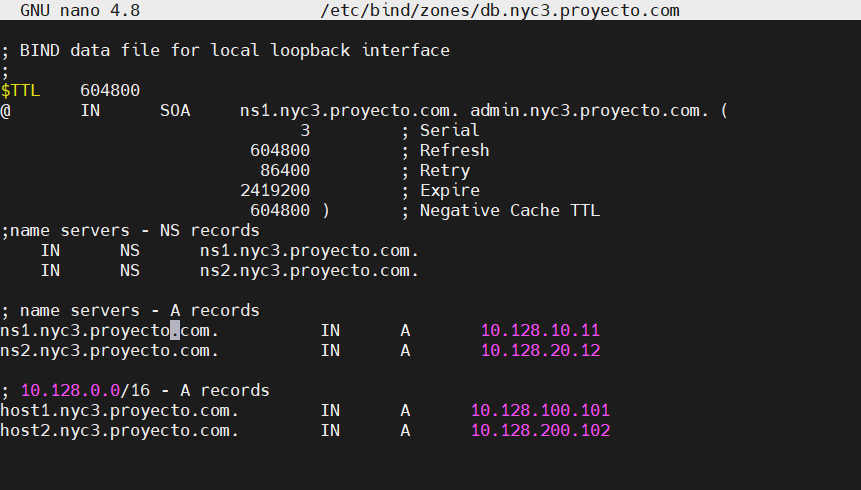 GNU nano 4.8 /etc/bind/zones/db.nyc3.proyecto.com
; BIND data file for local loopback interface
;
$TTL 604800
@ IN SOA ns1.nyc3.proyecto.com. admin.nyc3.proyecto.com. (
3 ; Serial
604800 ; Refresh
86400 ; Retry
2419200 ; Expire
604800 ) ; Negative Cache TTL
;name servers - NS records
IN NS ns1.nyc3.proyecto.com.
IN NS ns2.nyc3.proyecto.com.
; name servers - A records
ns1.nyc3.proyecto.com. IN A 10.128.10.11
ns2.nyc3.proyecto.com. IN A 10.128.20.12
; 10.128.0.0/16 - A records
host1.nyc3.proyecto.com. IN A 10.128.100.101
host2.nyc3.proyecto.com. IN A 10.128.200.102